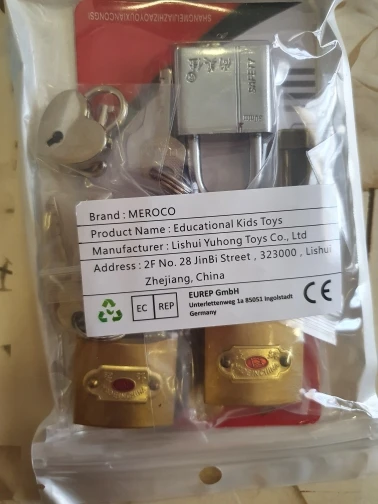 SHANGWUJIAZHIZAOYOUXIANGONGSI
Brand : MEROCO
Product Name : Educational Kids Toys
Manufacturer : Lishui Yuhong Toys Co., Ltd
Address : 2F No. 28 JinBi Street , 323000 , Lishui
Zhejiang, China
EC REP
EUREP GmbH
Unterlettenweg 1a 85051 Ingolstadt
Germany
CE